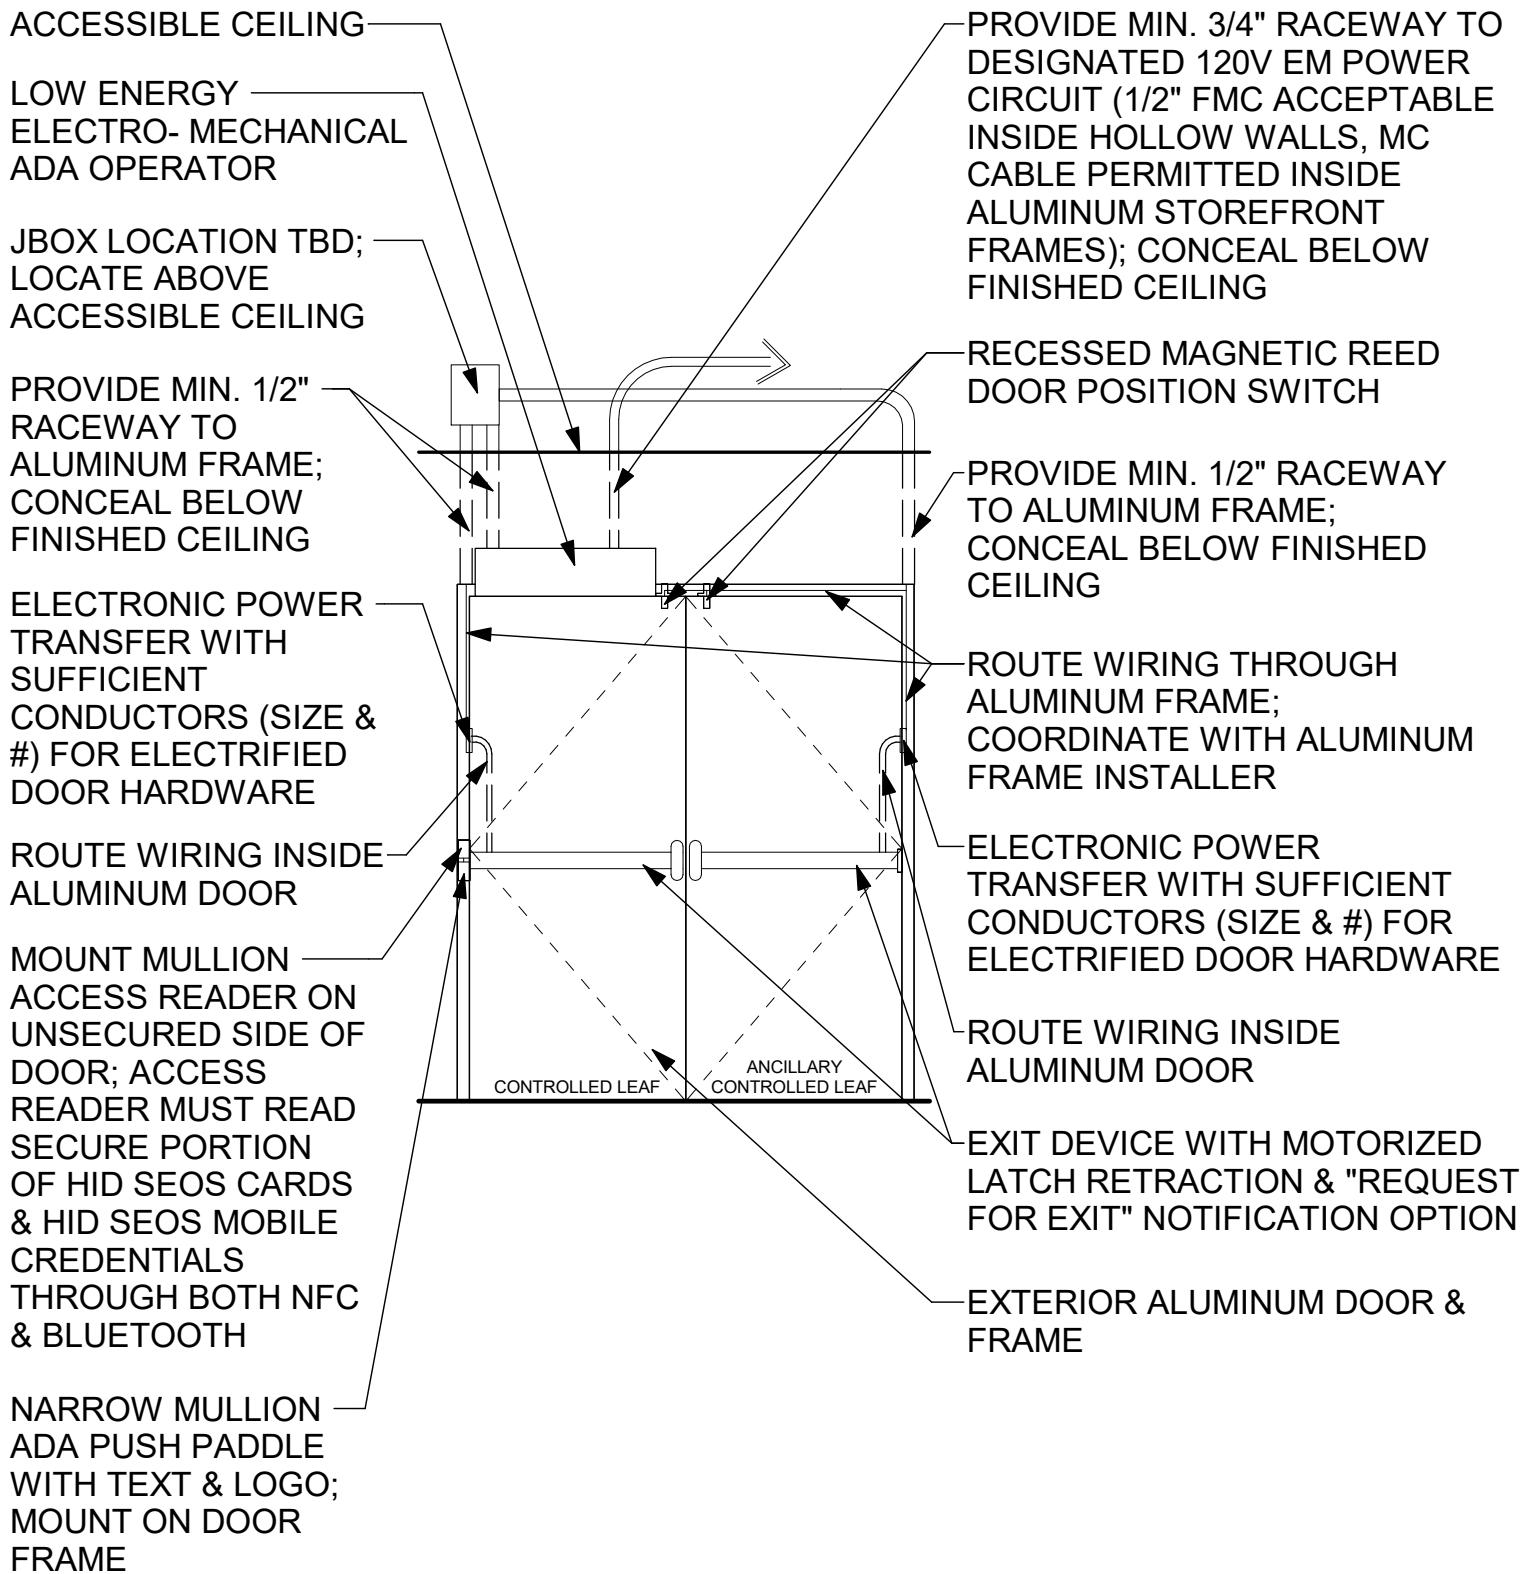 ACCESSIBLE CEILING
LOW ENERGY
ELECTRO- MECHANICAL
ADA OPERATOR
JBOX LOCATION TBD;
LOCATE ABOVE
ACCESSIBLE CEILING
PROVIDE MIN. 1/2"
RACEWAY TO
ALUMINUM FRAME;
CONCEAL BELOW
FINISHED CEILING
ELECTRONIC POWER
TRANSFER WITH
SUFFICIENT
CONDUCTORS (SIZE &
#) FOR ELECTRIFIED
DOOR HARDWARE
ROUTE WIRING INSIDE
ALUMINUM DOOR
MOUNT MULLION
ACCESS READER ON
UNSECURED SIDE OF
DOOR; ACCESS
READER MUST READ
SECURE PORTION
OF HID SEOS CARDS
& HID SEOS MOBILE
CREDENTIALS
THROUGH BOTH NFC
& BLUETOOTH
NARROW MULLION
ADA PUSH PADDLE
WITH TEXT & LOGO;
MOUNT ON DOOR
FRAME
CONTROLLED LEAF
ANCILLARY
CONTROLLED LEAF
PROVIDE MIN. 3/4" RACEWAY TO
DESIGNATED 120V EM POWER
CIRCUIT (1/2" FMC ACCEPTABLE
INSIDE HOLLOW WALLS, MC
CABLE PERMITTED INSIDE
ALUMINUM STOREFRONT
FRAMES); CONCEAL BELOW
FINISHED CEILING
RECESSED MAGNETIC REED
DOOR POSITION SWITCH
PROVIDE MIN. 1/2" RACEWAY
TO ALUMINUM FRAME;
CONCEAL BELOW FINISHED
CEILING
ROUTE WIRING THROUGH
ALUMINUM FRAME;
COORDINATE WITH ALUMINUM
FRAME INSTALLER
ELECTRONIC POWER
TRANSFER WITH SUFFICIENT
CONDUCTORS (SIZE & #) FOR
ELECTRIFIED DOOR HARDWARE
ROUTE WIRING INSIDE
ALUMINUM DOOR
EXIT DEVICE WITH MOTORIZED
LATCH RETRACTION & "REQUEST
FOR EXIT" NOTIFICATION OPTION
EXTERIOR ALUMINUM DOOR &
FRAME